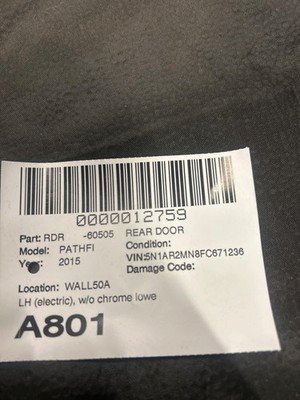 0000012759
Part: RDR -60505 REAR DOOR
Model: PATHFI Condition:
Year: 2015 VIN:5N1AR2MN8FC671236
Damage Code:
Location: WALL50A
LH (electric), w/o chrome lowe
A801